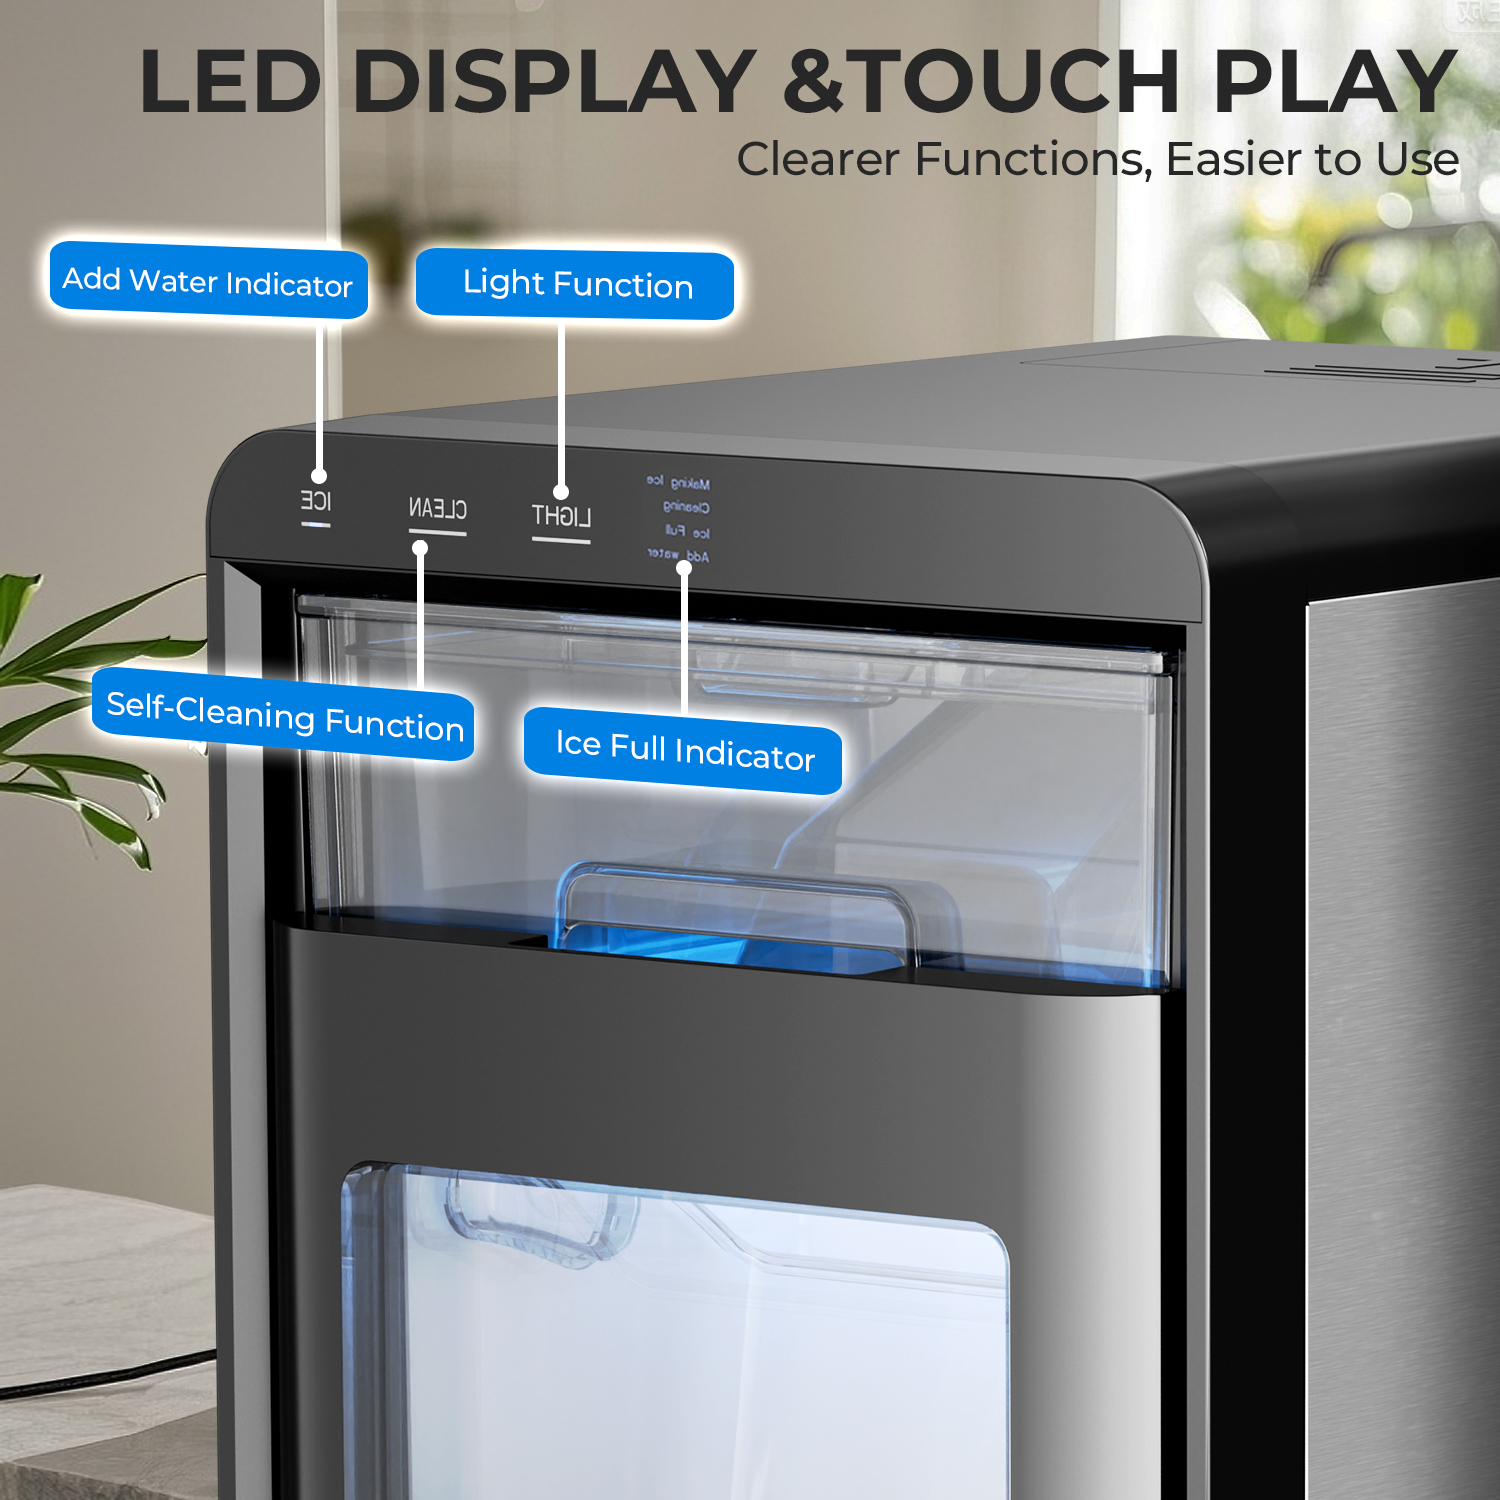 LED DISPLAY &TOUCH PLAY
Clearer Functions, Easier to Use
Add Water Indicator
Light Function
ICE
CLEAN
LIGHT
Making Ice
Cleaning
Ice Full
Add water
Self-Cleaning Function
Ice Full Indicator